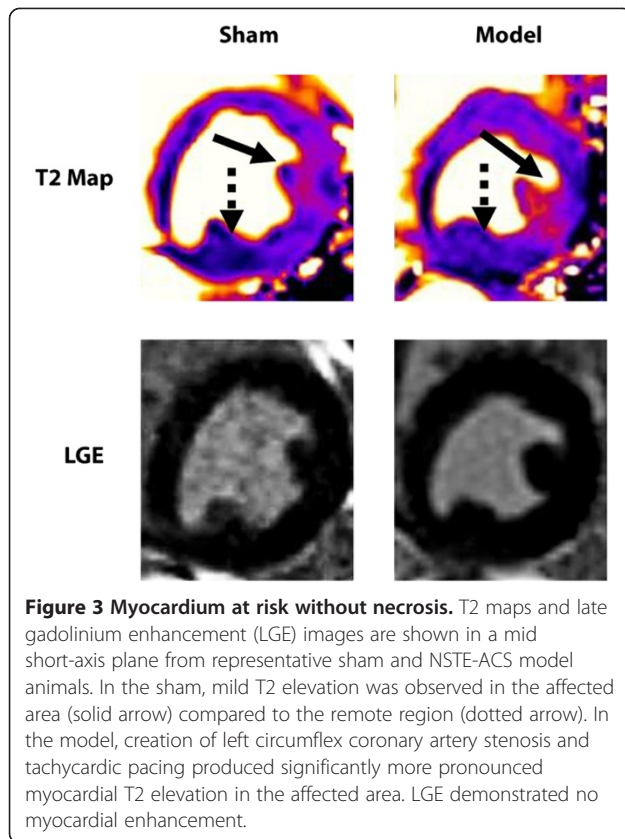 Sham Model
T2 Map
LGE
Figure 3 Myocardium at risk without necrosis. T2 maps and late
gadolinium enhancement (LGE) images are shown in a mid
short-axis plane from representative sham and NSTE-ACS model
animals. In the sham, mild T2 elevation was observed in the affected
area (solid arrow) compared to the remote region (dotted arrow). In
the model, creation of left circumflex coronary artery stenosis and
tachycardic pacing produced significantly more pronounced
myocardial T2 elevation in the affected area. LGE demonstrated no
myocardial enhancement.